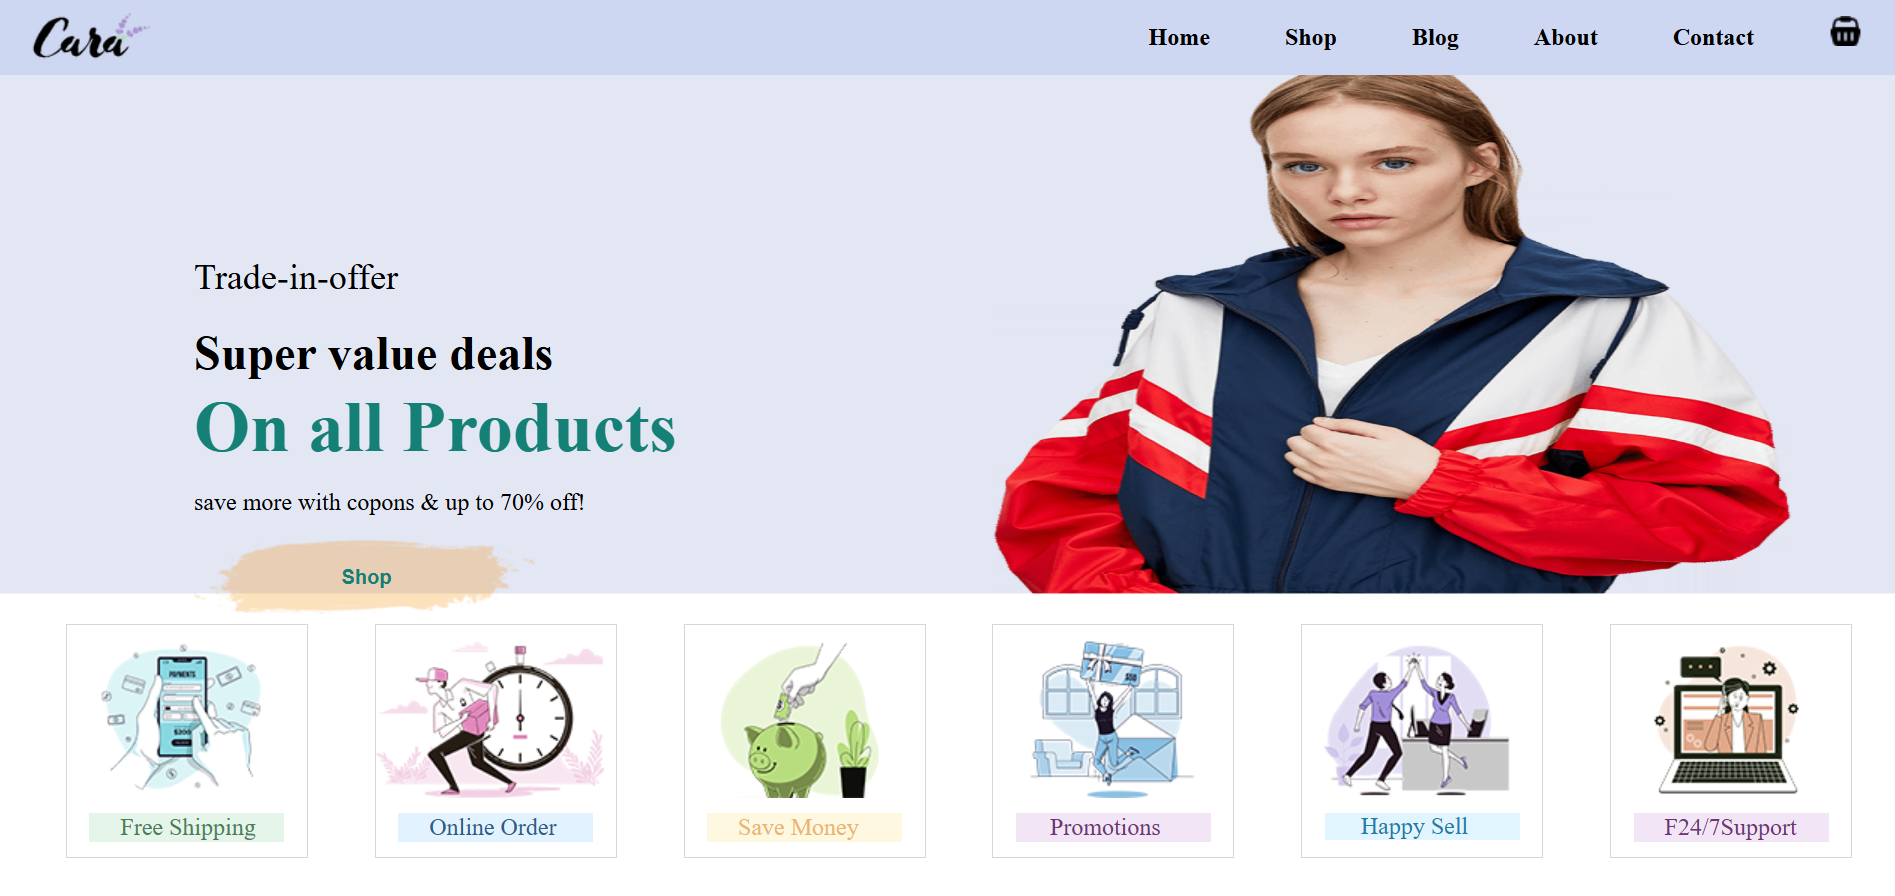 Cara
Home Shop Blog About Contact
Trade-in-offer
Super value deals
On all Products
save more with copons & up to 70% off!
Shop
PAYMENTS
$200
$50
Free Shipping
Online Order
Save Money
Promotions
Happy Sell
F24/7Support